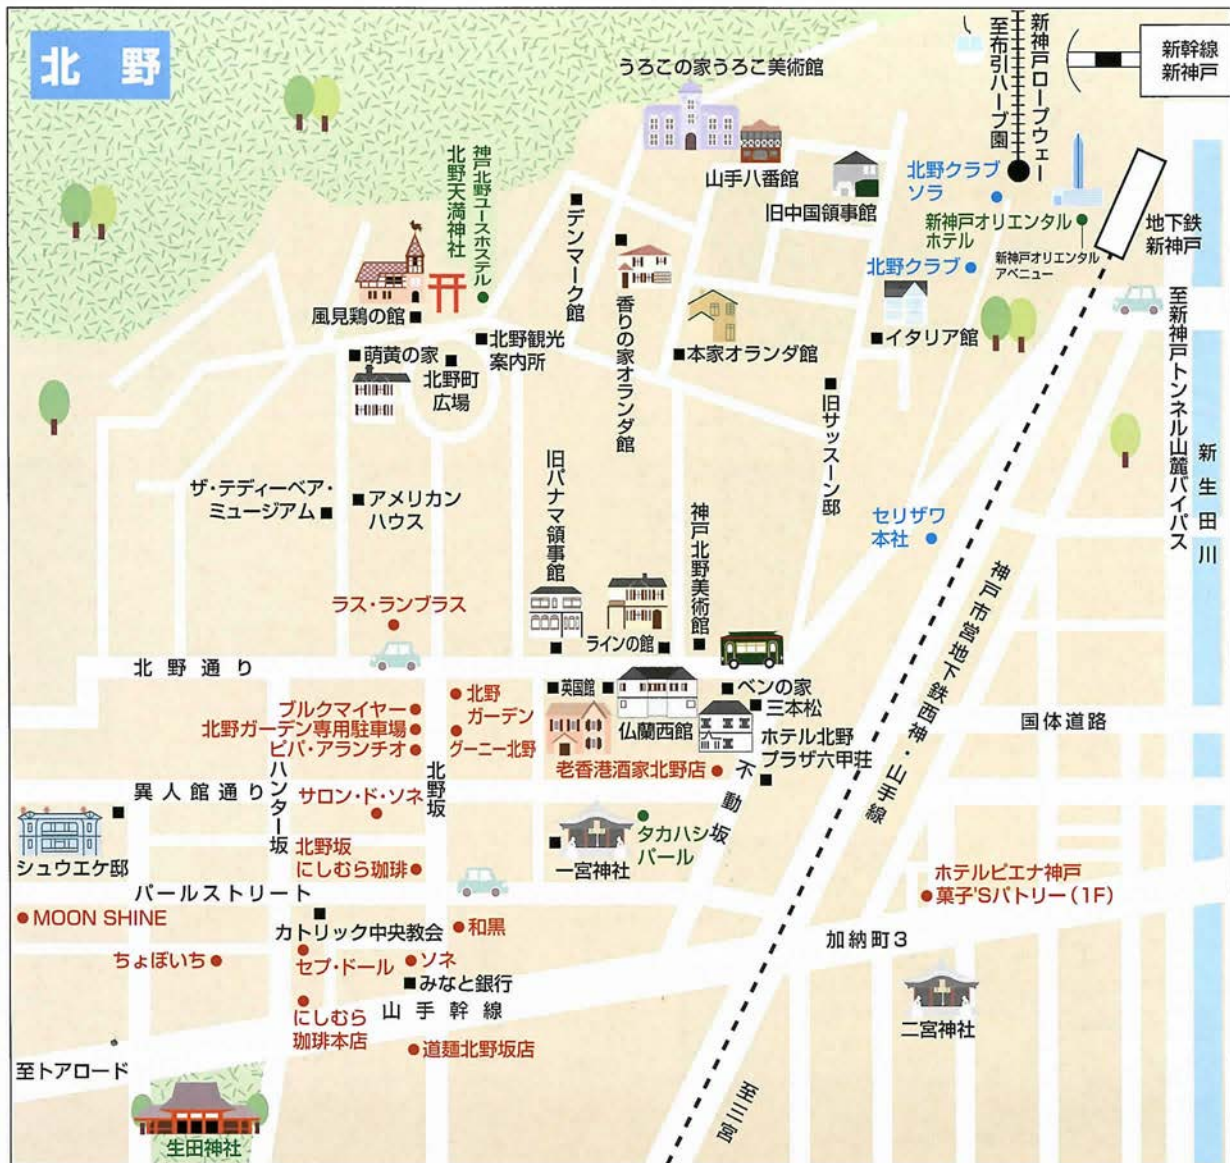 北野
うろこの家うろこ美術館
新神戸ロープウェー
至布引ハーブ園
新幹線
新神戸
山手八番館
旧中国領事館
北野クラブ
ソラ
新神戸オリエンタル
ホテル
新神戸オリエンタル
アベニュー
地下鉄
新神戸
北野クラブ
神戸北野ユースホステル
北野天満神社
デンマーク館
香りの家オランダ館
風見鶏の館
北野観光
案内所
萌黄の家
北野町
広場
本家オランダ館
イタリア館
至新神戸トンネル山麓バイパス
新生田川
旧サッスーン邸
ザ・テディーベア・
ミュージアム
アメリカン
ハウス
旧パナマ領事館
神戸北野美術館
セリザワ
本社
ラス・ランブラス
ラインの館
北野通り
神戸市営地下鉄西神・山手線
北野
ガーデン
英国館
仏蘭西館
ベンの家
三本松
国体道路
ブルクマイヤー
北野ガーデン専用駐車場
ビバ・アランチオ
グーニー北野
ホテル北野
プラザ六甲荘
老香港酒家北野店
不動坂
異人館通り
ハンター坂
サロン・ド・ソネ
北野坂
シュウエケ邸
北野坂
にしむら珈琲
一宮神社
タカハシ
パール
パールストリート
ホテルピエナ神戸
菓子'Sパトリー(1F)
MOON SHINE
カトリック中央教会
和黒
加納町3
ちょぼいち
セブ・ドール
ソネ
みなと銀行
二宮神社
にしむら
珈琲本店
山手幹線
道麺北野坂店
至トアロード
至三宮
生田神社